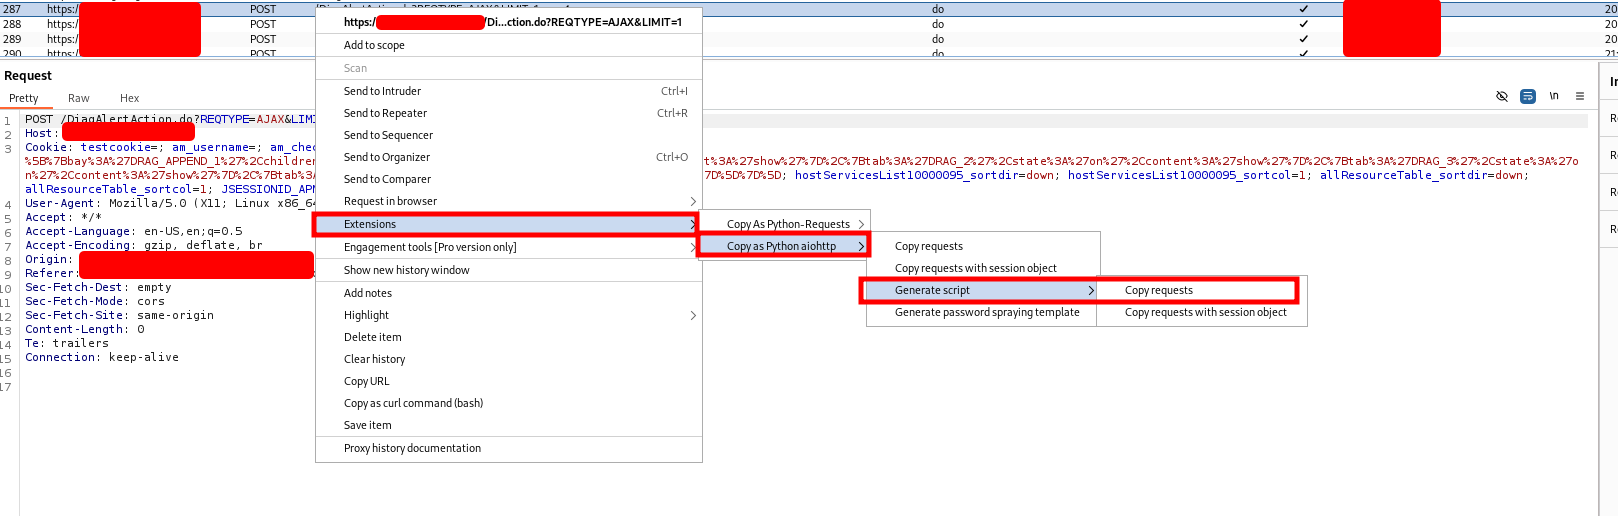 287 https:/ POST do 20
288 https:/ POST do 20
289 https:/ POST do 20
290 https:/ POST do 21:
https:/ /Di...ction.do?REQTYPE=AJAX&LIMIT=1
Add to scope
Scan
Send to Intruder Ctrl+I
Send to Repeater Ctrl+R
Send to Sequencer
Send to Organizer Ctrl+O
Send to Comparer
Request in browser
Extensions
Engagement tools [Pro version only]
Show new history window
Add notes
Highlight
Delete item
Clear history
Copy URL
Copy as curl command (bash)
Save item
Proxy history documentation
Copy As Python-Requests
Copy as Python aiohttp
Copy requests
Copy requests with session object
Generate script
Generate password spraying template
Copy requests
Copy requests with session object
Request
Pretty Raw Hex
\n
1 POST /DiagAlertAction.do?REQTYPE=AJAX&LIMI
2 Host:
3 Cookie: testcookie=; am_username=; am_chec
%5B%7Bbay%3A%27DRAG_APPEND_1%27%2Cchildren t%3A%27show%27%7D%2C%7Btab%3A%27DRAG_2%27%2Cstate%3A%27on%27%2Ccontent%3A%27show%27%7D%2C%7Btab%3A%27DRAG_3%27%2Cstate%3A%27o
n%27%2Ccontent%3A%27show%27%7D%2C%7Btab%3A% 7D%5D%7D%5D; hostServicesList10000095_sortdir=down; hostServicesList10000095_sortcol=1; allResourceTable_sortdir=down;
allResourceTable_sortcol=1; JSESSIONID_APM
4 User-Agent: Mozilla/5.0 (X11; Linux x86_64
5 Accept: */*
6 Accept-Language: en-US,en;q=0.5
7 Accept-Encoding: gzip, deflate, br
8 Origin:
9 Referer:
10 Sec-Fetch-Dest: empty
11 Sec-Fetch-Mode: cors
12 Sec-Fetch-Site: same-origin
13 Content-Length: 0
14 Te: trailers
15 Connection: keep-alive
16
17